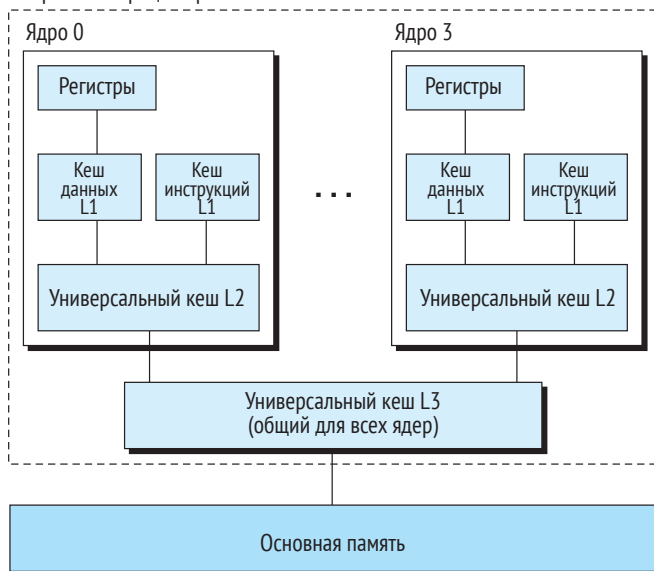 Ядро 0
Регистры
Кеш
данных
L1
Кеш
инструкций
L1
Универсальный кеш L2
. . .
Ядро 3
Регистры
Кеш
данных
L1
Кеш
инструкций
L1
Универсальный кеш L2
Универсальный кеш L3
(общий для всех ядер)
Основная память